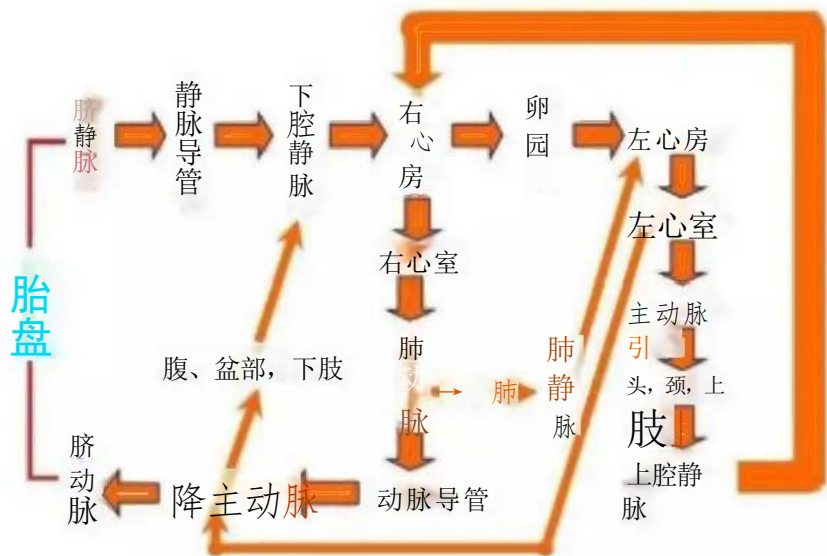 脐静脉
静脉导管
下腔静脉
右心房
卵园
左心房
左心室
右心室
胎盘
主动脉
引
肺动脉
肺
肺静脉
头，颈，上
肢
腹、盆部，下肢
上腔静
脉
脐动脉
降主动脉
动脉导管